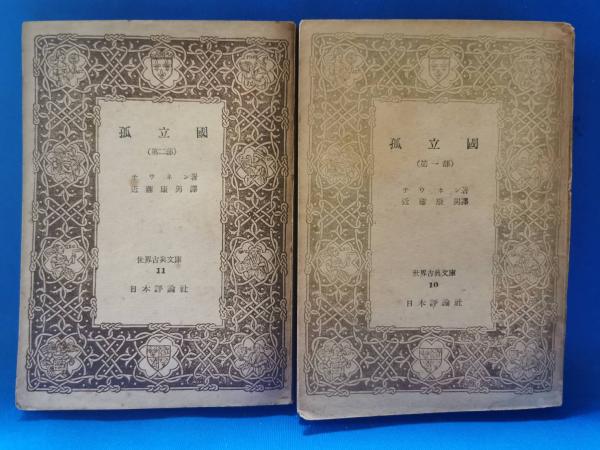 孤立國
(第二部)
チウネン著
近藤康男譯
世界古典文庫
11
日本評論社
孤立國
(第一部)
チウネン著
近藤康男譯
世界古典文庫
10
日本評論社